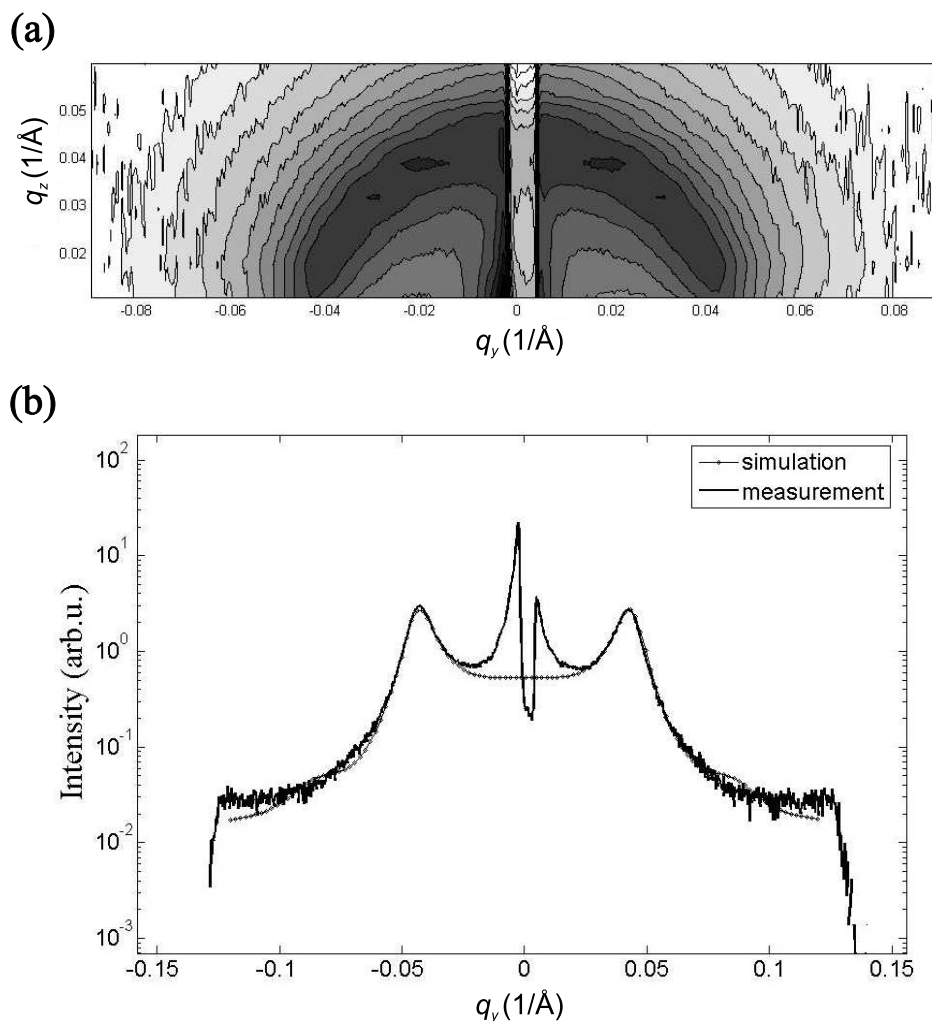 (a)
q_z (1/Å)
0.05
0.04
0.03
0.02
-0.08 -0.06 -0.04 -0.02 0 0.02 0.04 0.06 0.08
q_y (1/Å)
(b)
Intensity (arb.u.)
10^2
10^1
10^0
10^-1
10^-2
10^-3
simulation
measurement
-0.15 -0.1 -0.05 0 0.05 0.1 0.15
q_y (1/Å)